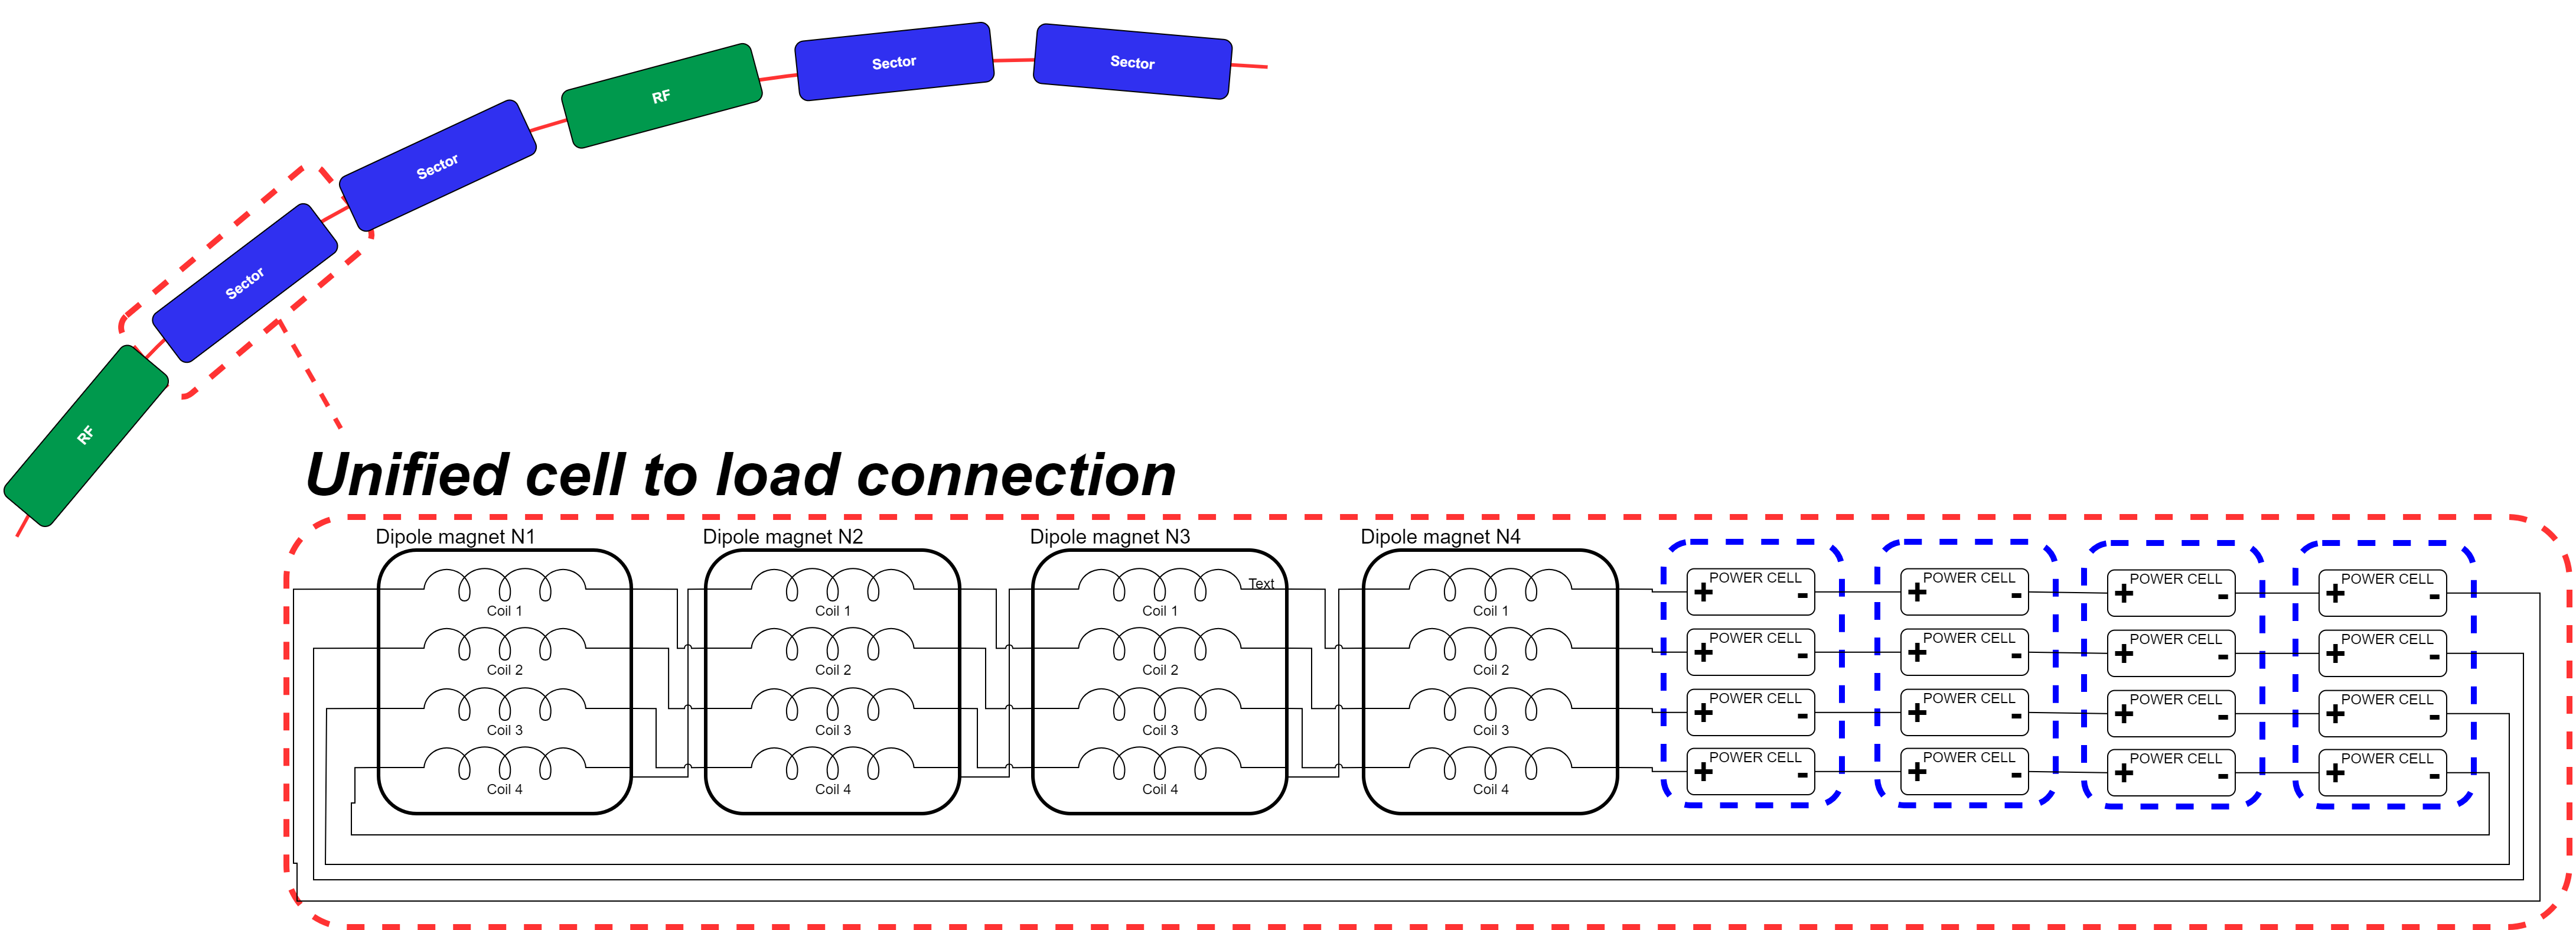 Sector
Sector
RF
Sector
Sector
RF
Unified cell to load connection
Dipole magnet N1
Dipole magnet N2
Dipole magnet N3
Dipole magnet N4
POWER CELL
+ -
POWER CELL
+ -
POWER CELL
+ -
POWER CELL
+ -
Text
Coil 1
Coil 1
Coil 1
Coil 1
POWER CELL
+ -
POWER CELL
+ -
POWER CELL
+ -
POWER CELL
+ -
Coil 2
Coil 2
Coil 2
Coil 2
POWER CELL
+ -
POWER CELL
+ -
POWER CELL
+ -
POWER CELL
+ -
Coil 3
Coil 3
Coil 3
Coil 3
POWER CELL
+ -
POWER CELL
+ -
POWER CELL
+ -
POWER CELL
+ -
Coil 4
Coil 4
Coil 4
Coil 4